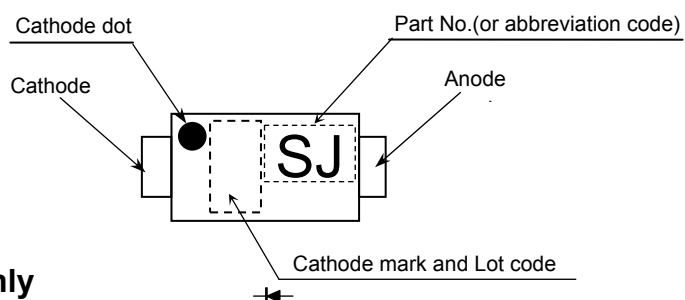 Cathode dot
Part No.(or abbreviation code)
Cathode
Anode
SJ
Cathode mark and Lot code